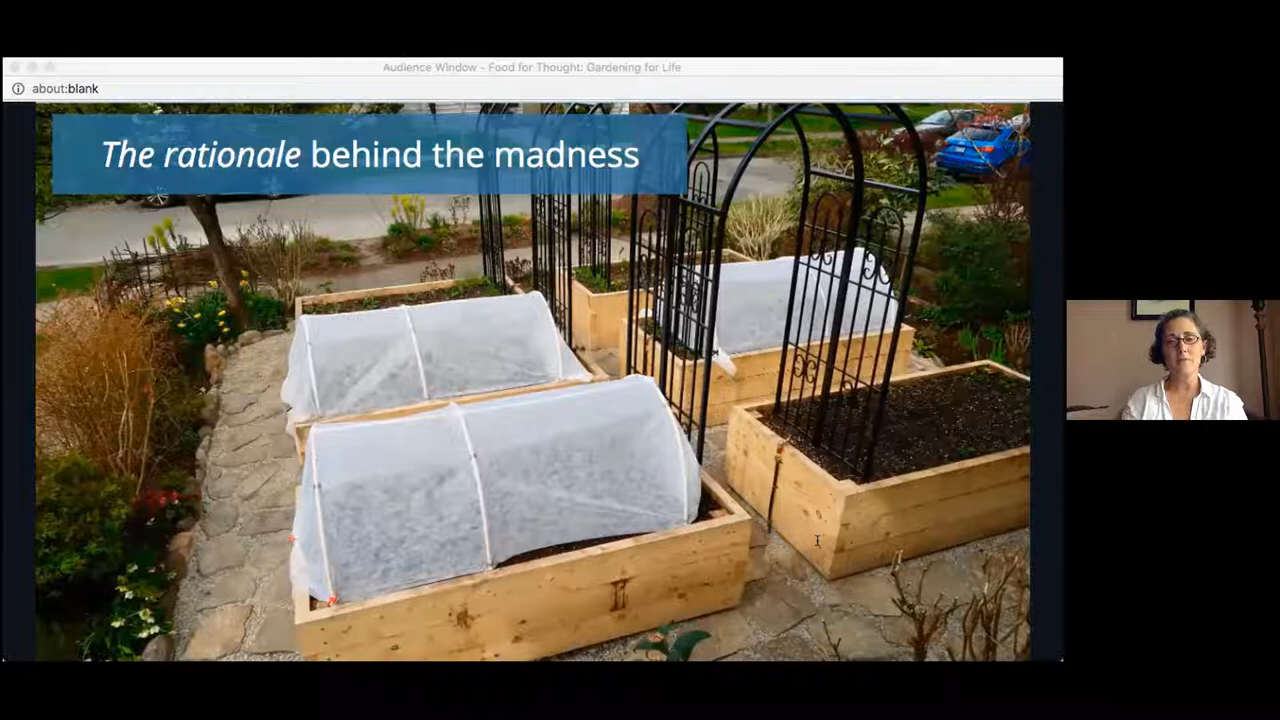 Audience Window - Food for Thought: Gardening for Life
about:blank
The rationale behind the madness